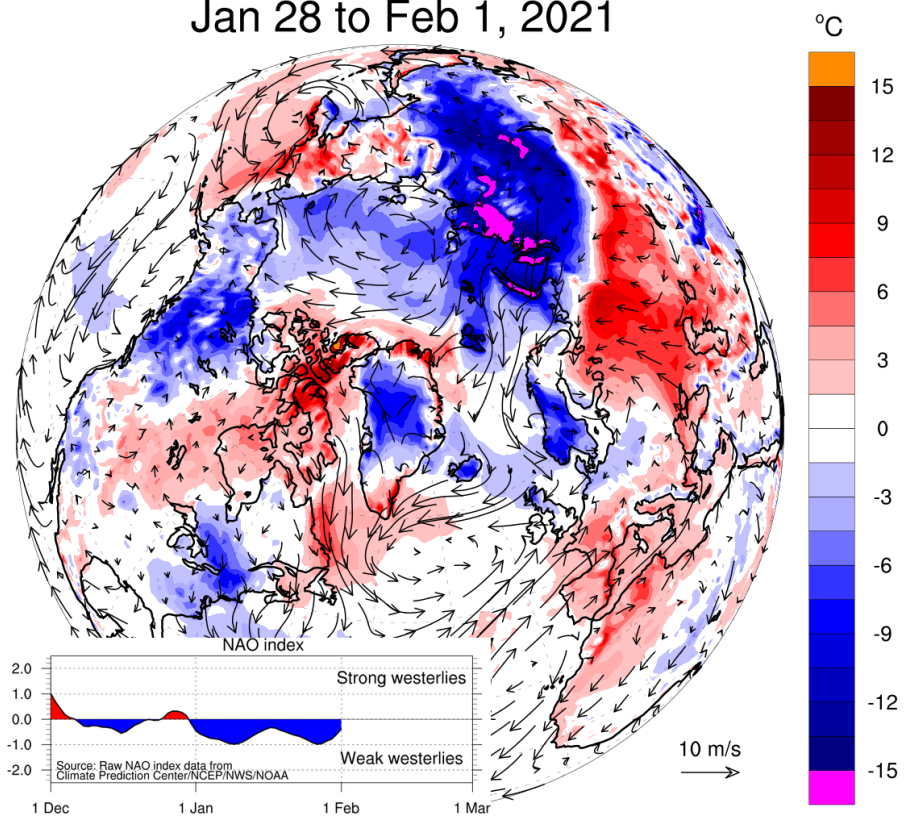 Jan 28 to Feb 1, 2021
°C
15
12
9
6
3
0
-3
-6
-9
-12
-15
10 m/s
NAO index
2.0
1.0
0.0
-1.0
-2.0
Strong westerlies
Weak westerlies
Source: Raw NAO index data from
Climate Prediction Center/NCEP/NWS/NOAA
1 Dec 1 Jan 1 Feb 1 Mar